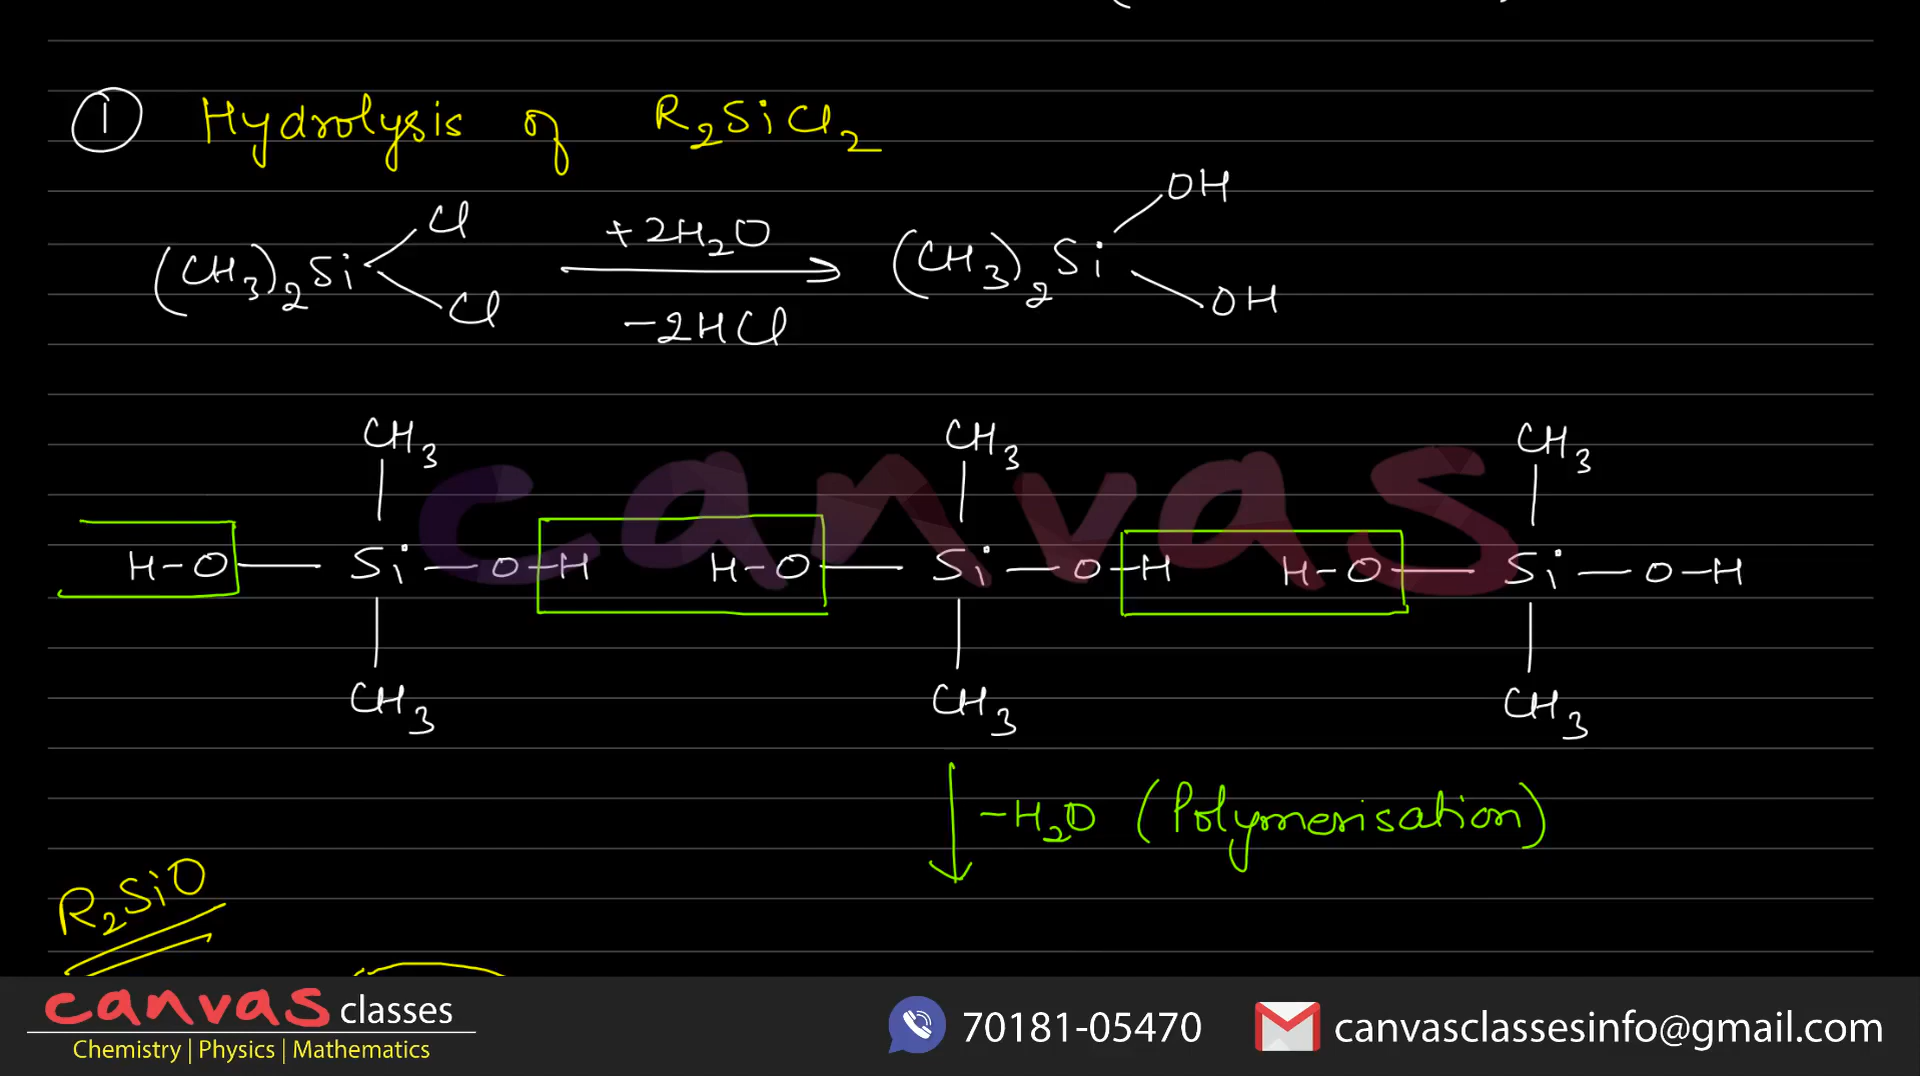 ① Hydrolysis of R₂SiCl₂
OH
Cl
+2H₂O
(CH₃)₂Si
(CH₃)₂Si
Cl
-2HCl
OH
CH₃ CH₃ CH₃
canvas
H-O-Si-O-H H-O-Si-O-H H-O-Si-O-H
CH₃ CH₃ CH₃
-H₂O (Polymerisation)
R₂SiO
canvas classes
Chemistry | Physics | Mathematics
70181-05470
canvasclassesinfo@gmail.com